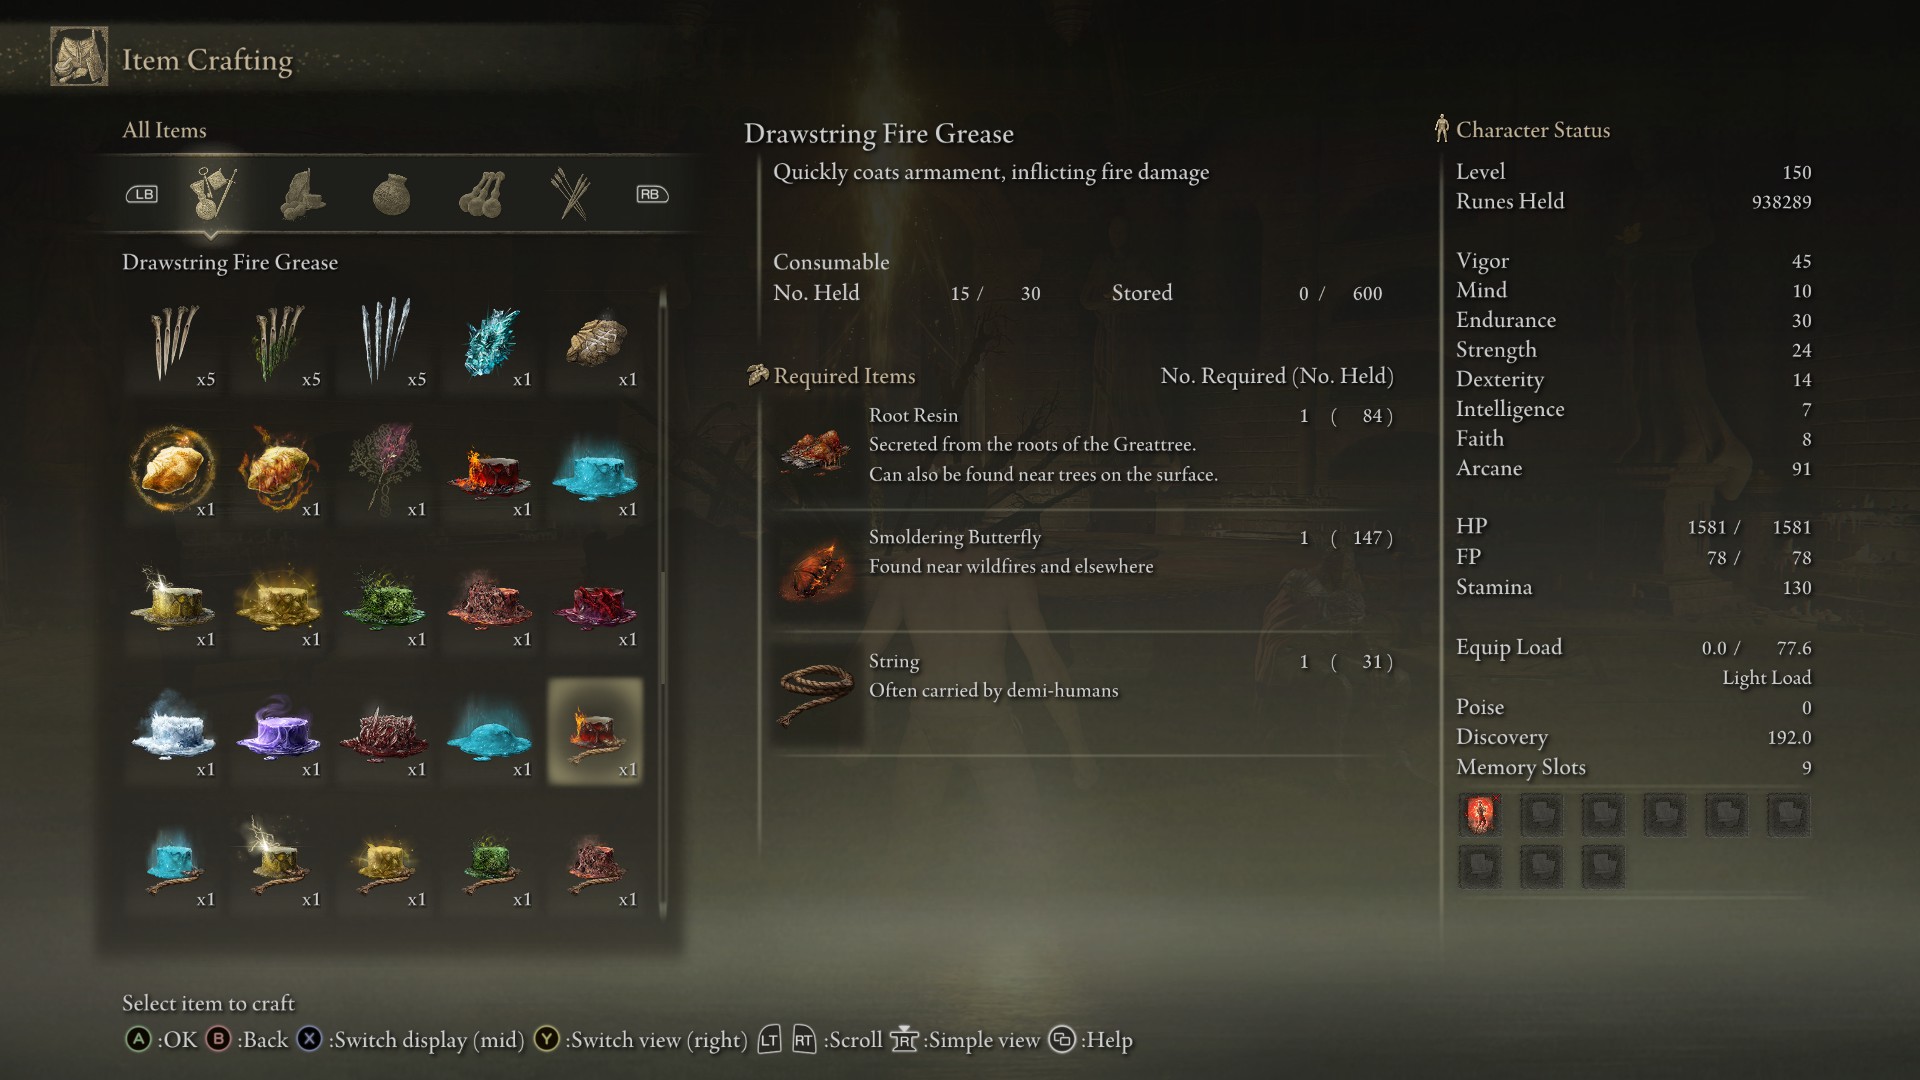 Item Crafting
All Items
LB
RB
Drawstring Fire Grease
x5 x5 x5 x1 x1
x1 x1 x1 x1 x1
x1 x1 x1 x1 x1
x1 x1 x1 x1 x1
x1 x1 x1 x1 x1
Drawstring Fire Grease
Quickly coats armament, inflicting fire damage
Consumable
No. Held 15 / 30 Stored 0 / 600
Required Items No. Required (No. Held)
Root Resin 1 ( 84 )
Secreted from the roots of the Greattree.
Can also be found near trees on the surface.
Smoldering Butterfly 1 ( 147 )
Found near wildfires and elsewhere
String 1 ( 31 )
Often carried by demi-humans
Character Status
Level 150
Runes Held 938289
Vigor 45
Mind 10
Endurance 30
Strength 24
Dexterity 14
Intelligence 7
Faith 8
Arcane 91
HP 1581 / 1581
FP 78 / 78
Stamina 130
Equip Load 0.0 / 77.6
Light Load
Poise 0
Discovery 192.0
Memory Slots 9
Select item to craft
A :OK B :Back X :Switch display (mid) Y :Switch view (right) LT RT :Scroll R :Simple view :Help